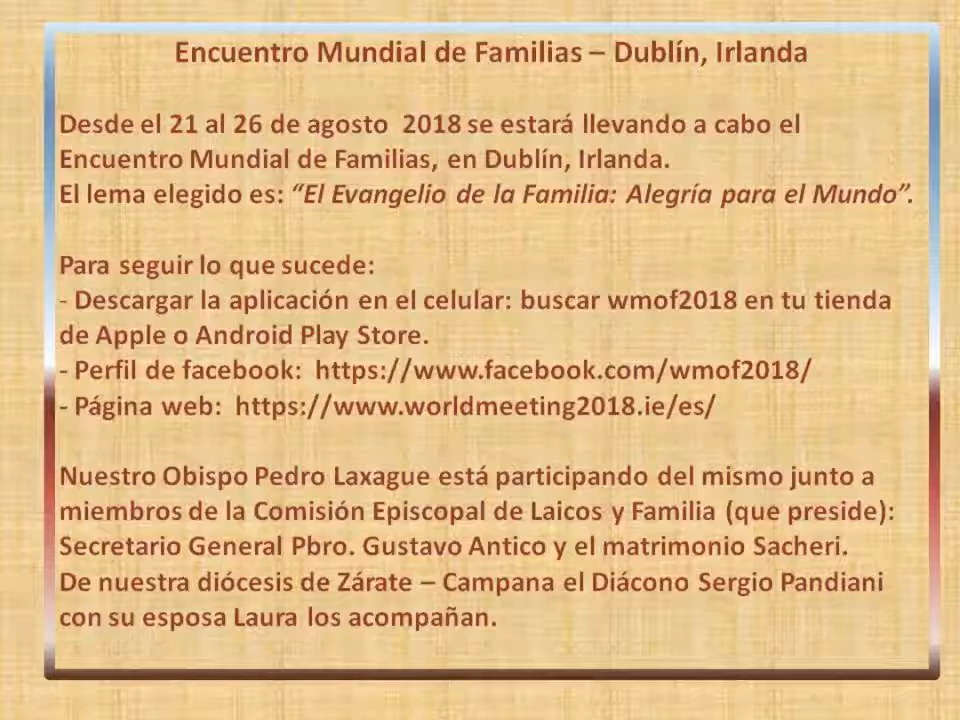 Encuentro Mundial de Familias – Dublín, Irlanda
Desde el 21 al 26 de agosto 2018 se estará llevando a cabo el
Encuentro Mundial de Familias, en Dublín, Irlanda.
El lema elegido es: “El Evangelio de la Familia: Alegría para el Mundo”.
Para seguir lo que sucede:
- Descargar la aplicación en el celular: buscar wmof2018 en tu tienda
de Apple o Android Play Store.
- Perfil de facebook: https://www.facebook.com/wmof2018/
- Página web: https://www.worldmeeting2018.ie/es/
Nuestro Obispo Pedro Laxague está participando del mismo junto a
miembros de la Comisión Episcopal de Laicos y Familia (que preside):
Secretario General Pbro. Gustavo Antico y el matrimonio Sacheri.
De nuestra diócesis de Zárate – Campana el Diácono Sergio Pandiani
con su esposa Laura los acompañan.